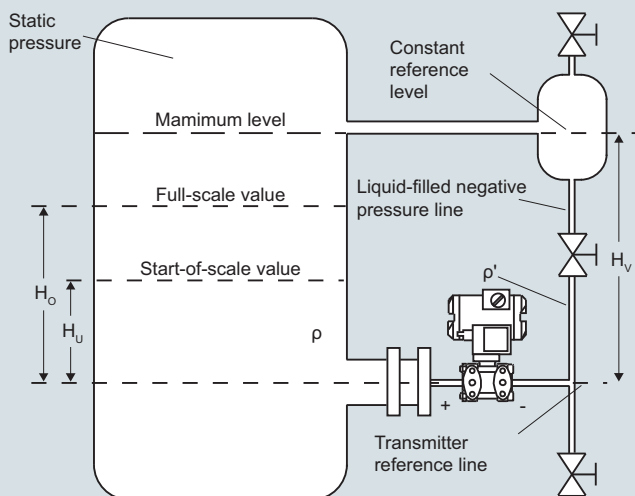 Static
pressure
Constant
reference
level
Mamimum level
Full-scale value
Liquid-filled negative
pressure line
Start-of-scale value
H_V
ρ'
H_O
H_U
ρ
+ -
Transmitter
reference line